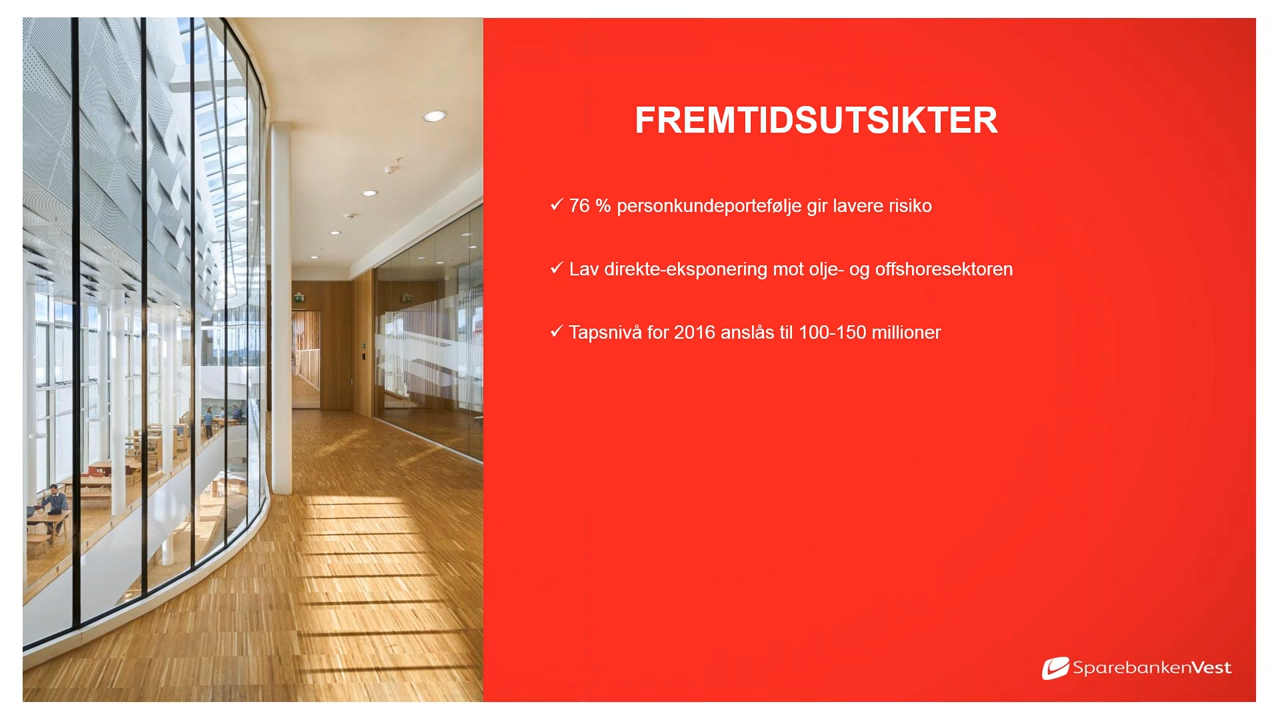 FREMTIDSUTSIKTER
✓ 76 % personkundeportefølje gir lavere risiko
✓ Lav direkte-eksponering mot olje- og offshoresektoren
✓ Tapsnivå for 2016 anslås til 100-150 millioner
SparebankenVest